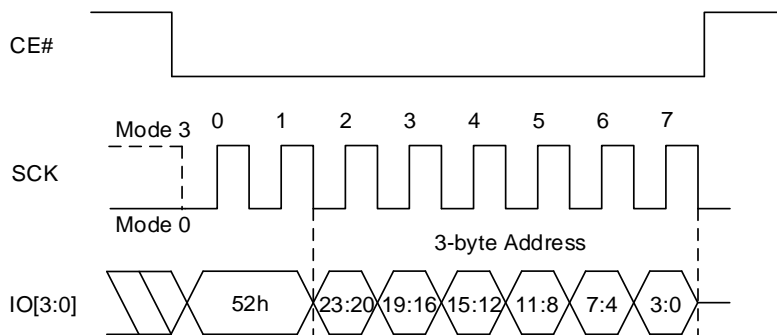 CE#
Mode 3 0 1 2 3 4 5 6 7
SCK
Mode 0
3-byte Address
IO[3:0] 52h 23:20 19:16 15:12 11:8 7:4 3:0